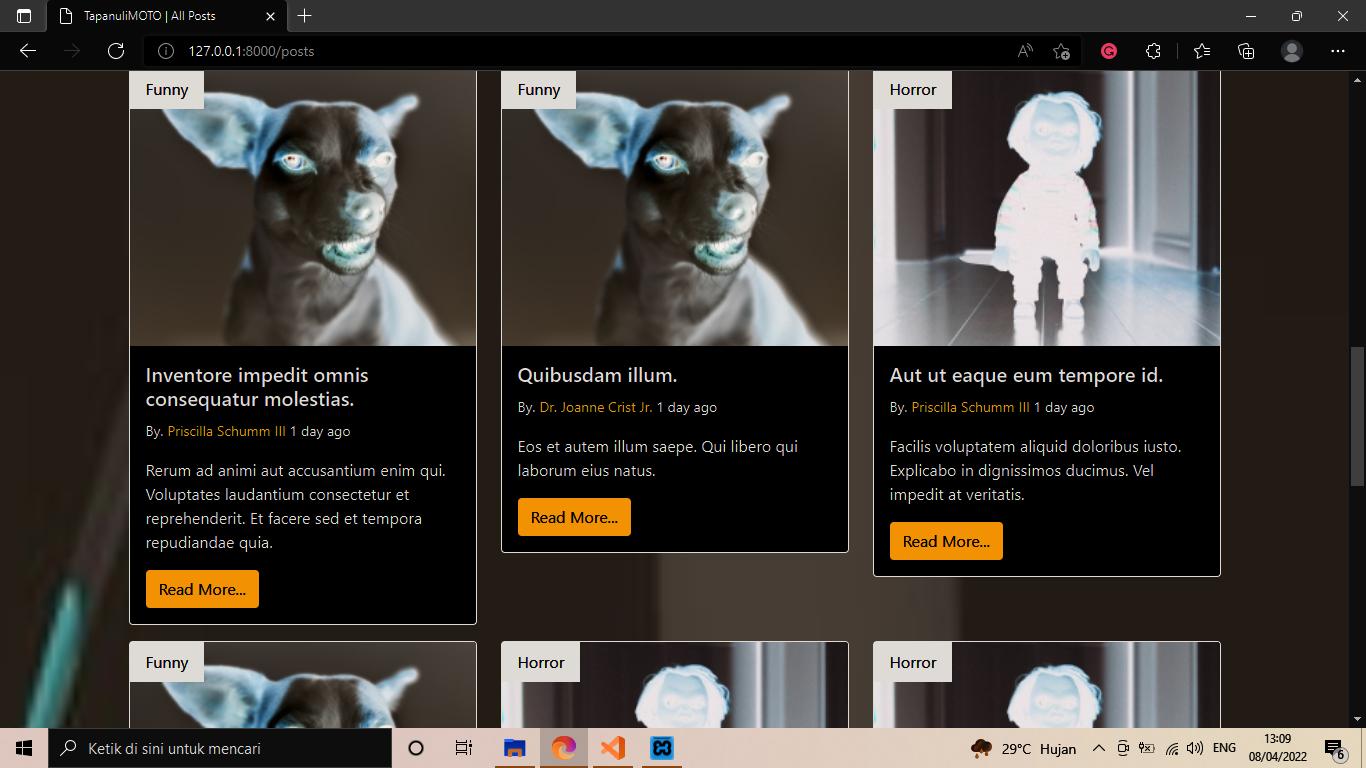 TapanuliMOTO | All Posts
127.0.0.1:8000/posts
Funny
Funny
Horror
Inventore impedit omnis
consequatur molestias.
By. Priscilla Schumm III 1 day ago
Rerum ad animi aut accusantium enim qui.
Voluptates laudantium consectetur et
reprehenderit. Et facere sed et tempora
repudiandae quia.
Read More...
Quibusdam illum.
By. Dr. Joanne Crist Jr. 1 day ago
Eos et autem illum saepe. Qui libero qui
laborum eius natus.
Read More...
Aut ut eaque eum tempore id.
By. Priscilla Schumm III 1 day ago
Facilis voluptatem aliquid doloribus iusto.
Explicabo in dignissimos ducimus. Vel
impedit at veritatis.
Read More...
Funny
Horror
Horror
Ketik di sini untuk mencari
29°C Hujan
ENG
13:09
08/04/2022
6